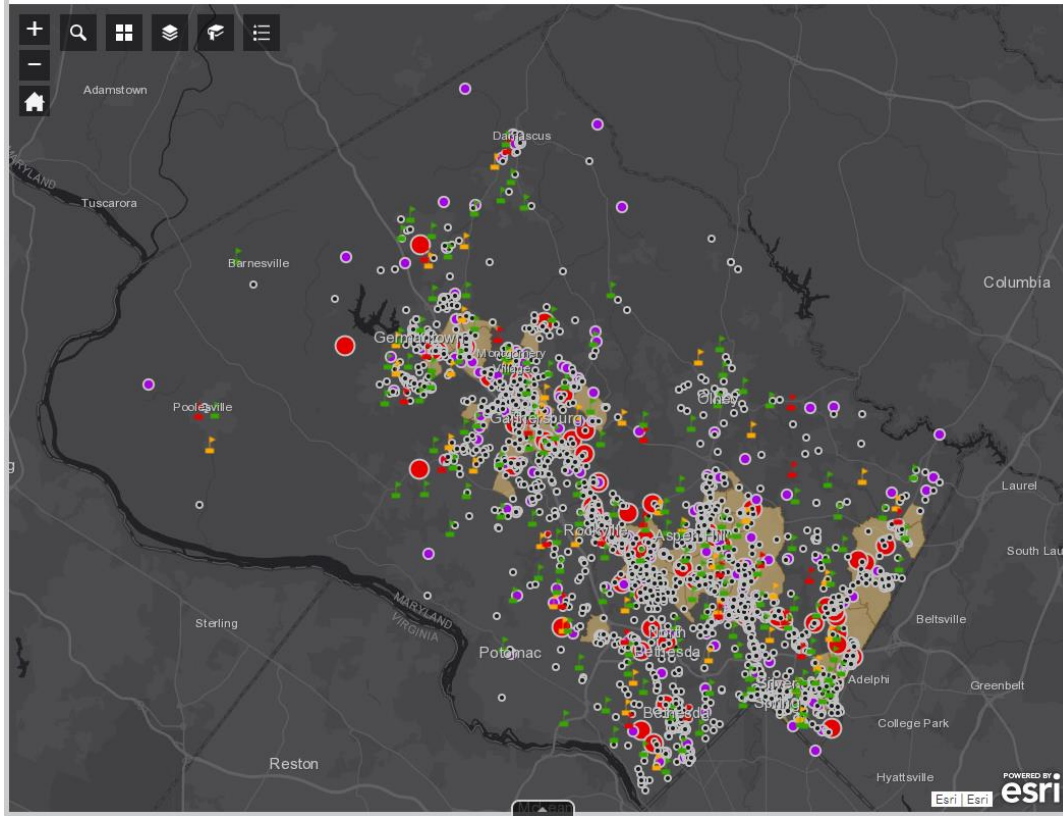 Adamstown
Damascus
MARYLAND
Tuscarora
Barnesville
Columbia
Germantown
Montgomery
Village
Poolesville
Olney
Gaithersburg
Laurel
Rockville
Aspen Hill
South Lau
MARYLAND
VIRGINIA
Sterling
Beltsville
North
Bethesda
Potomac
Silver
Spring
Adelphi
Greenbelt
Bethesda
College Park
Reston
Hyattsville
POWERED BY
esri
Esri | Esri
McLean